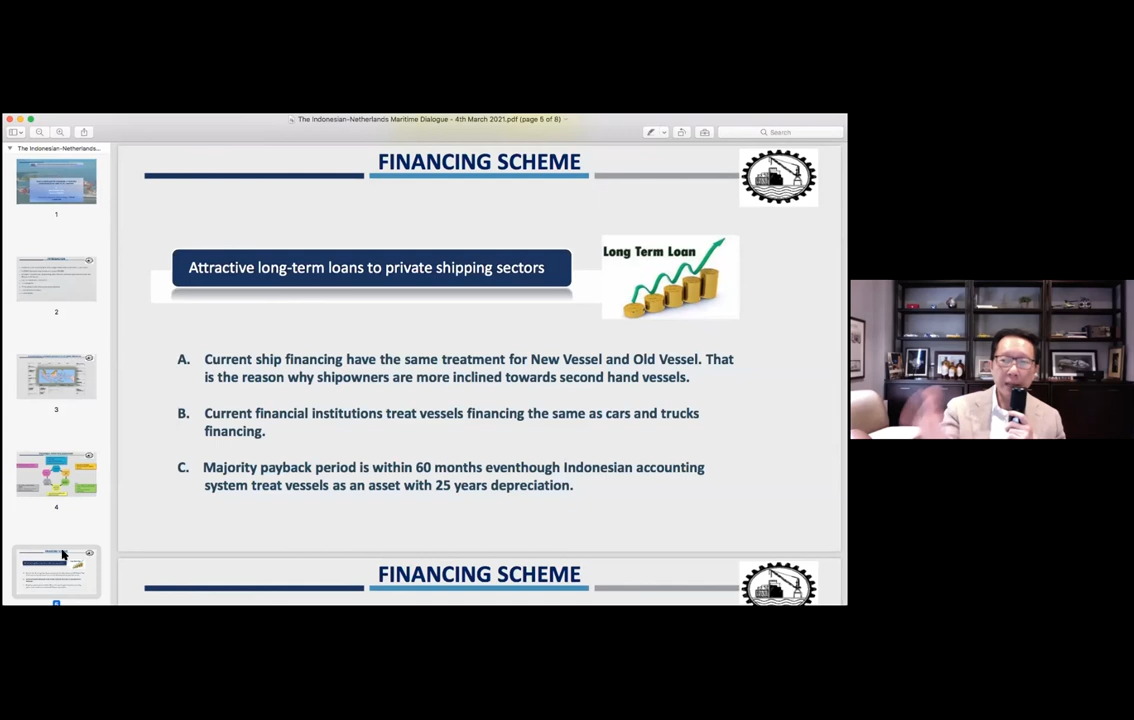 The Indonesian-Netherlands Maritime Dialogue - 4th March 2021.pdf (page 5 of 8)
Search
The Indonesian-Netherlands...
1
2
3
4
FINANCING SCHEME
Attractive long-term loans to private shipping sectors
Long Term Loan
A. Current ship financing have the same treatment for New Vessel and Old Vessel. That
is the reason why shipowners are more inclined towards second hand vessels.
B. Current financial institutions treat vessels financing the same as cars and trucks
financing.
C. Majority payback period is within 60 months eventhough Indonesian accounting
system treat vessels as an asset with 25 years depreciation.
FINANCING SCHEME